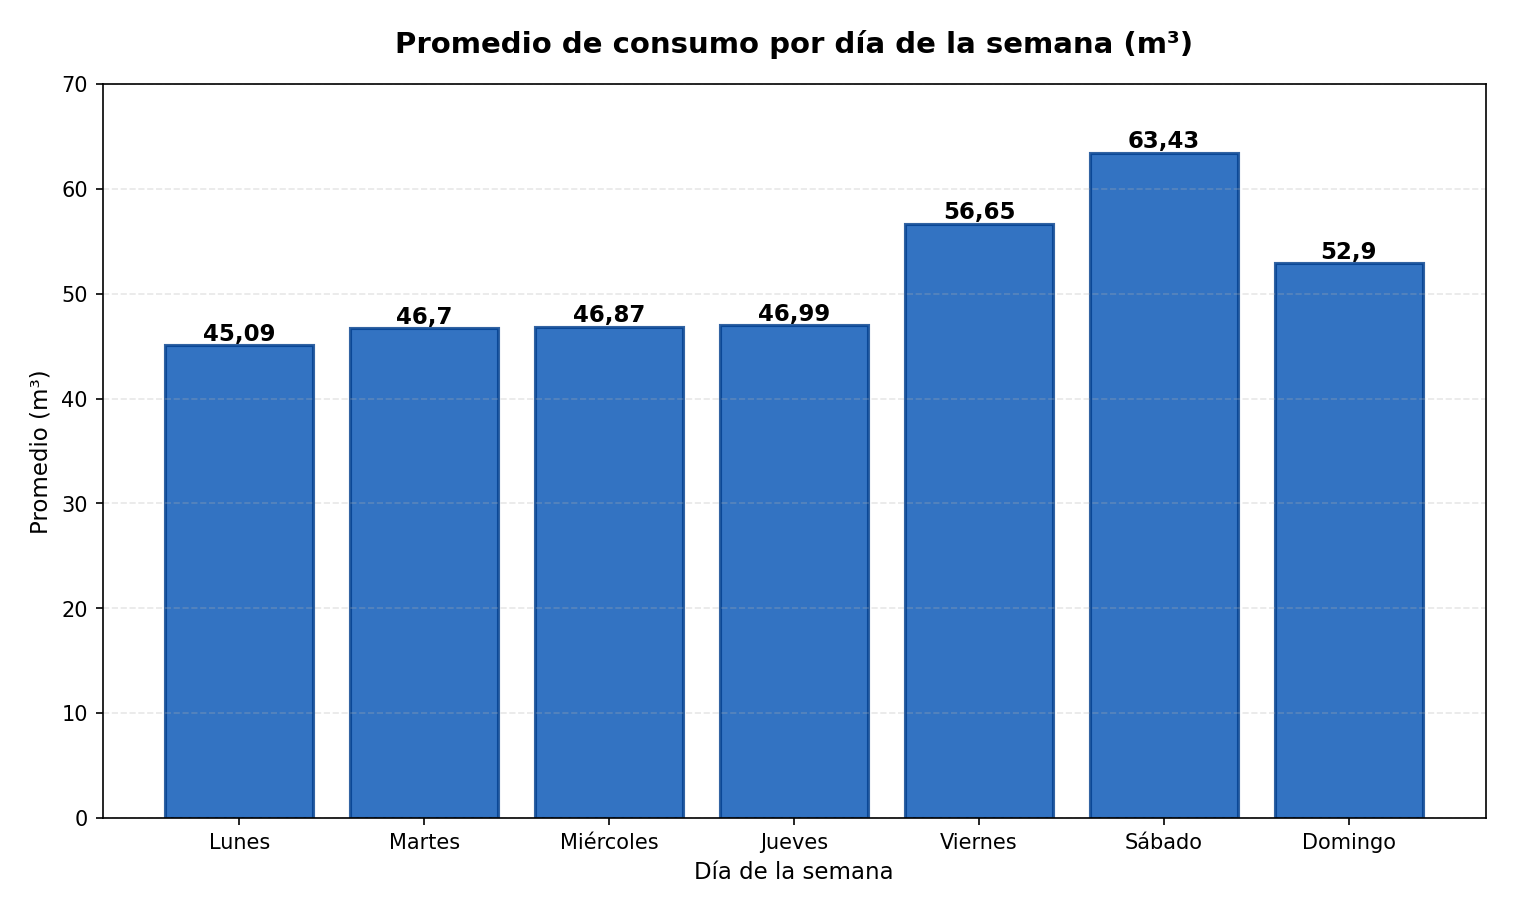 Promedio de consumo por día de la semana (m³)
70
60
50
40
30
20
10
0
Promedio (m³)
45,09
46,7
46,87
46,99
56,65
63,43
52,9
Lunes
Martes
Miércoles
Jueves
Viernes
Sábado
Domingo
Día de la semana